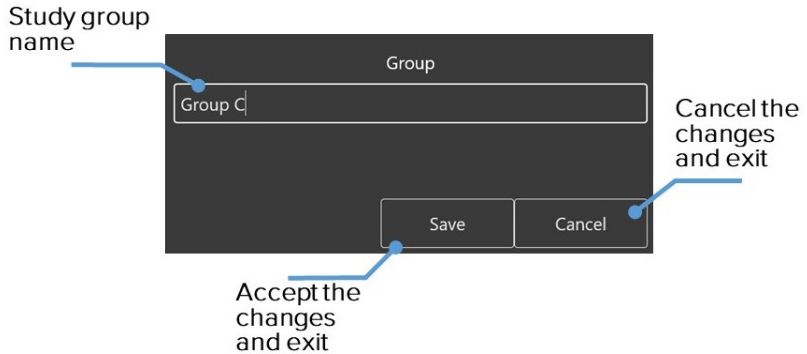 Study group
name
Group
Group C
Cancel the
changes
and exit
Save
Cancel
Accept the
changes
and exit